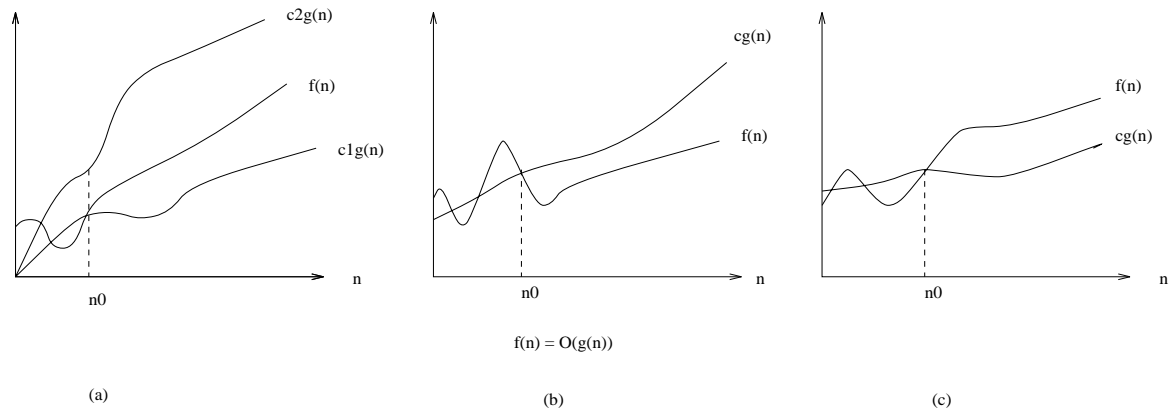 c2g(n)
f(n)
c1g(n)
n
n0
(a)
cg(n)
f(n)
n
n0
f(n) = O(g(n))
(b)
f(n)
cg(n)
n
n0
(c)